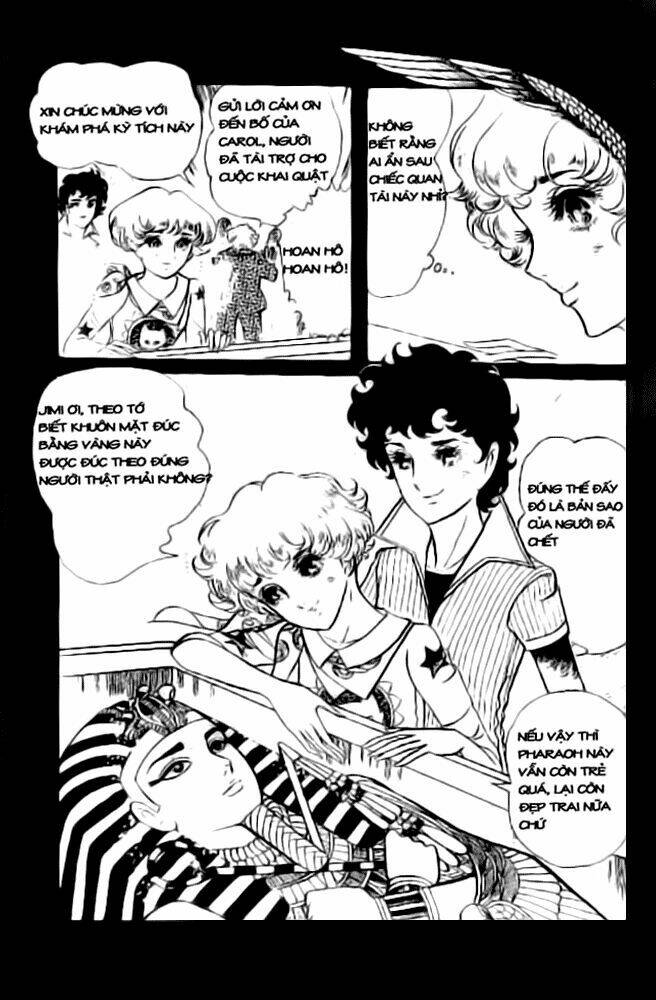 XIN CHÚC MỪNG VỚI
KHÁM PHÁ KỲ TÍCH NÀY
GỬI LỜI CẢM ƠN
ĐẾN BỐ CỦA
CAROL, NGƯỜI
ĐÃ TÀI TRỢ CHO
CUỘC KHAI QUẬT
HOAN HÔ
HOAN HÔ!
KHÔNG
BIẾT RẰNG
AI ẨN SAU
CHIẾC QUAN
TÀI NÀY NHỈ?
JIMI ƠI, THEO TỚ
BIẾT KHUÔN MẶT ĐÚC
BẰNG VÀNG NÀY
ĐƯỢC ĐÚC THEO ĐÚNG
NGƯỜI THẬT PHẢI KHÔNG?
ĐÚNG THẾ ĐẤY
ĐÓ LÀ BẢN SAO
CỦA NGƯỜI ĐÃ
CHẾT
NẾU VẬY THÌ
PHARAOH NÀY
VẪN CÒN TRẺ
QUÁ, LẠI CÒN
ĐẸP TRAI NỮA
CHỨ